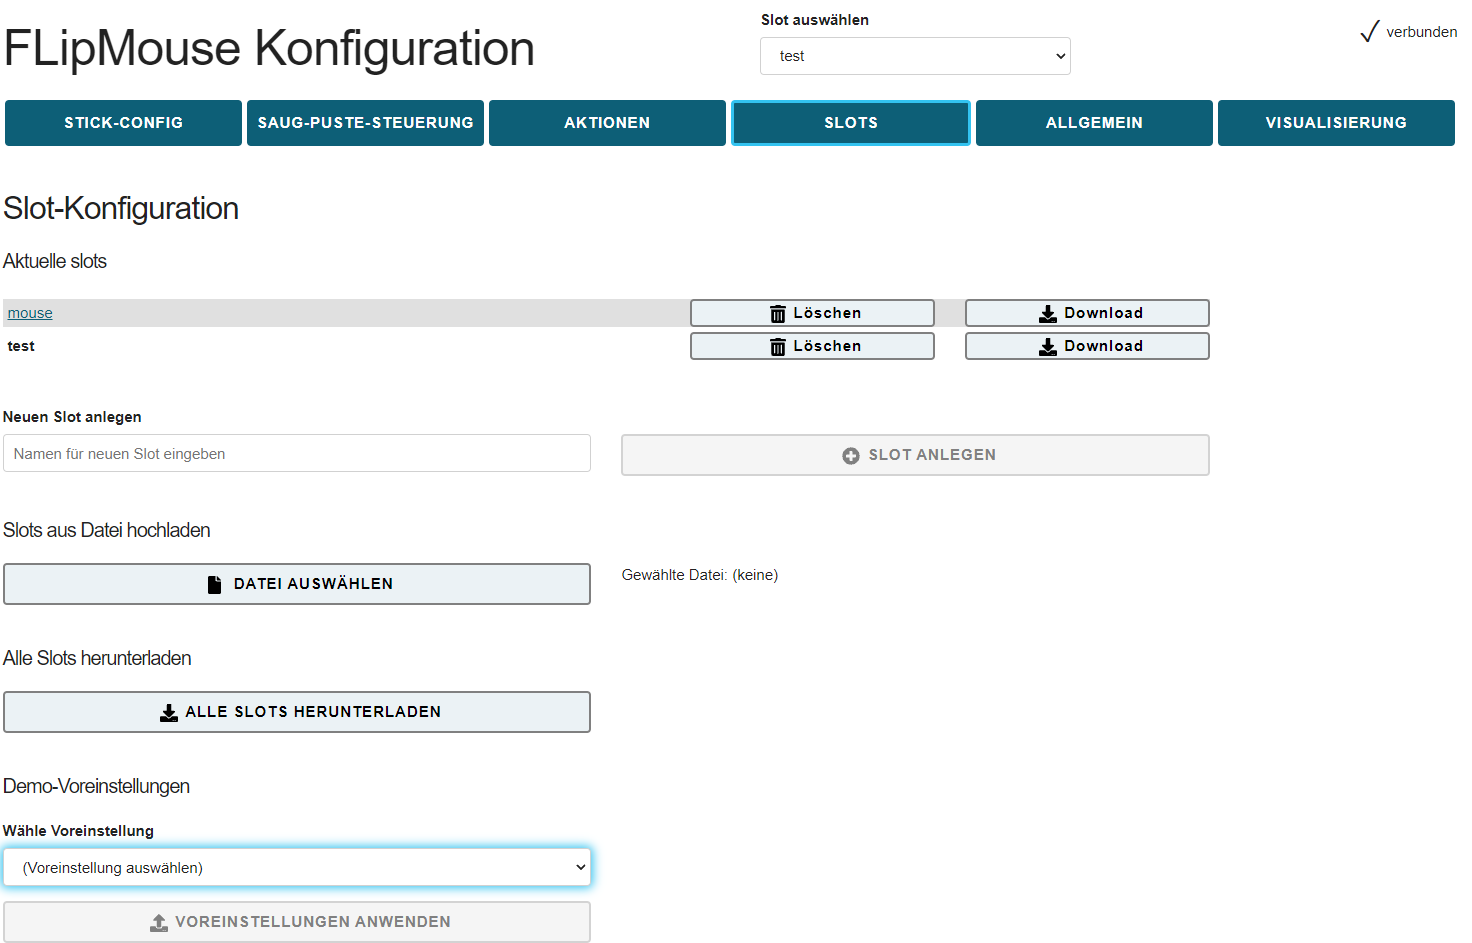 FLipMouse Konfiguration
Slot auswählen
test
verbunden
STICK-CONFIG
SAUG-PUSTE-STEUERUNG
AKTIONEN
SLOTS
ALLGEMEIN
VISUALISIERUNG
Slot-Konfiguration
Aktuelle slots
mouse Löschen Download
test Löschen Download
Neuen Slot anlegen
Namen für neuen Slot eingeben
SLOT ANLEGEN
Slots aus Datei hochladen
DATEI AUSWÄHLEN
Gewählte Datei: (keine)
Alle Slots herunterladen
ALLE SLOTS HERUNTERLADEN
Demo-Voreinstellungen
Wähle Voreinstellung
(Voreinstellung auswählen)
VOREINSTELLUNGEN ANWENDEN